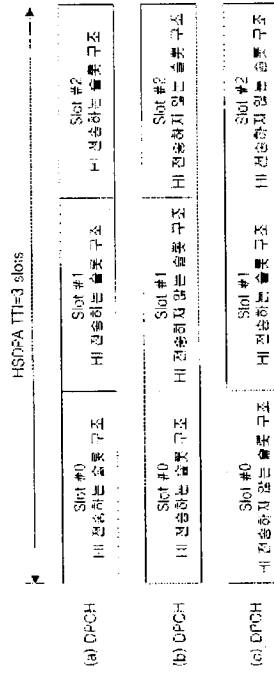 HSDPA TTI=3 slots
(a) DPCH
Slot #0
HI 전송하는 슬롯 구조
Slot #1
HI 전송하는 슬롯 구조
Slot #2
HI 전송하는 슬롯 구조
(b) DPCH
Slot #0
HI 전송하지 않는 슬롯 구조
Slot #1
HI 전송하지 않는 슬롯 구조
Slot #2
HI 전송하지 않는 슬롯 구조
(c) DPCH
Slot #0
HI 전송하지 않는 슬롯 구조
Slot #1
HI 전송하는 슬롯 구조
Slot #2
HI 전송하지 않는 슬롯 구조